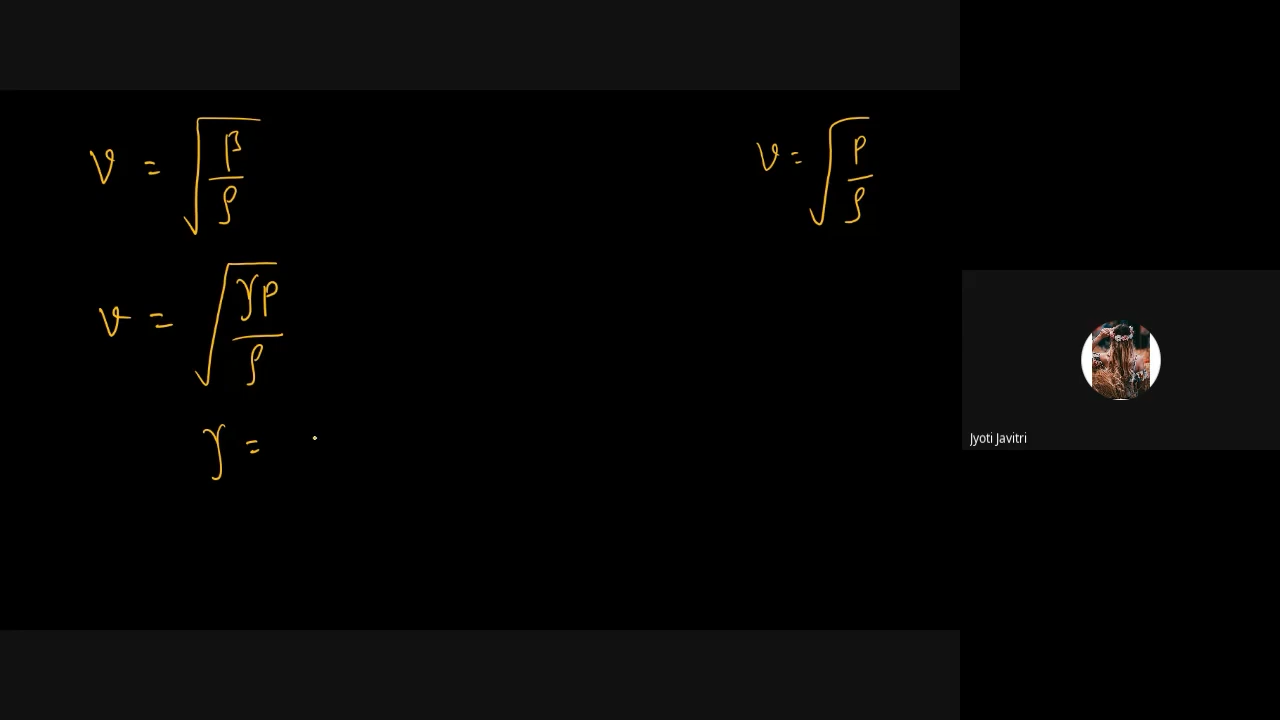 v = √(β/ρ)
v = √(P/ρ)
v = √(γP/ρ)
γ =
Jyoti Javitri